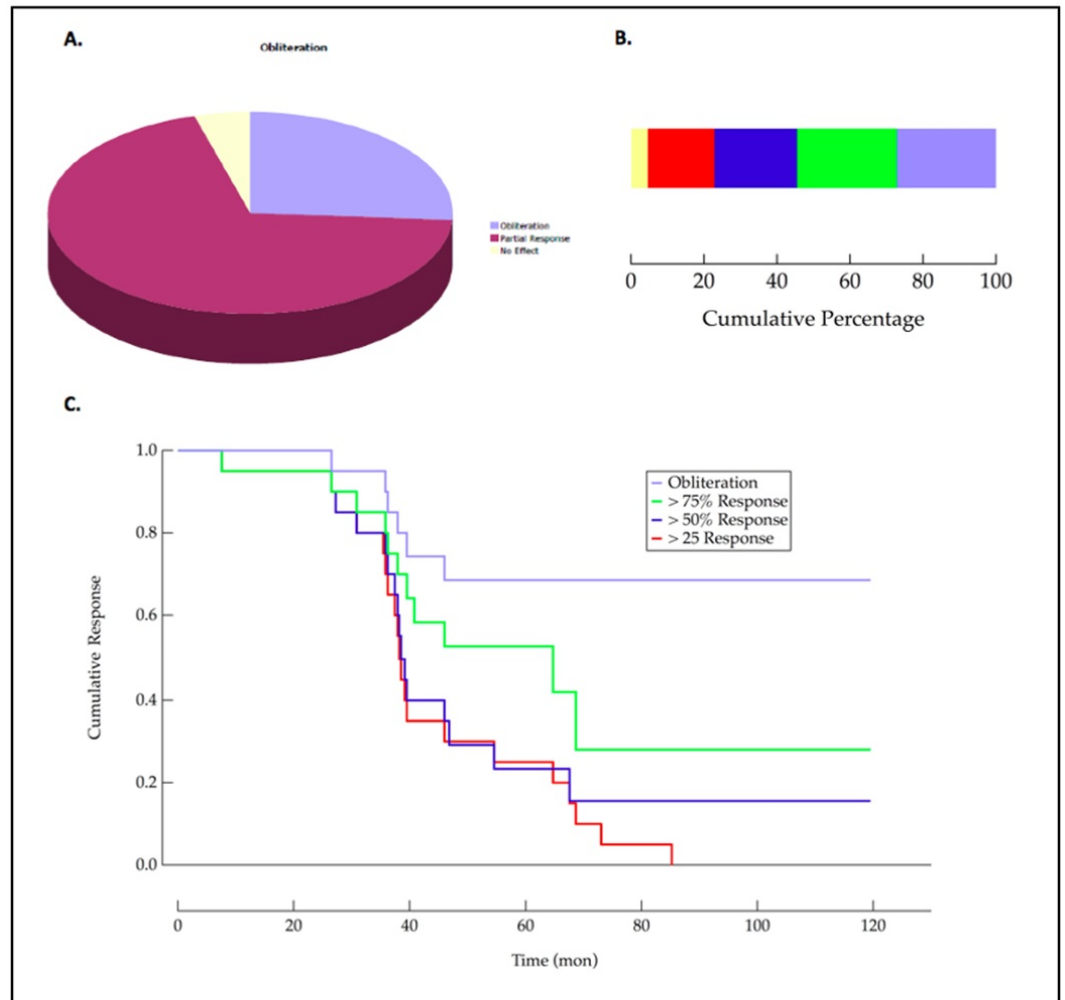 A.
Obliteration
Obliteration
Partial Response
No Effect
B.
0 20 40 60 80 100
Cumulative Percentage
C.
1.0
0.8
0.6
0.4
0.2
0.0
Cumulative Response
Obliteration
> 75% Response
> 50% Response
> 25 Response
0 20 40 60 80 100 120
Time (mon)